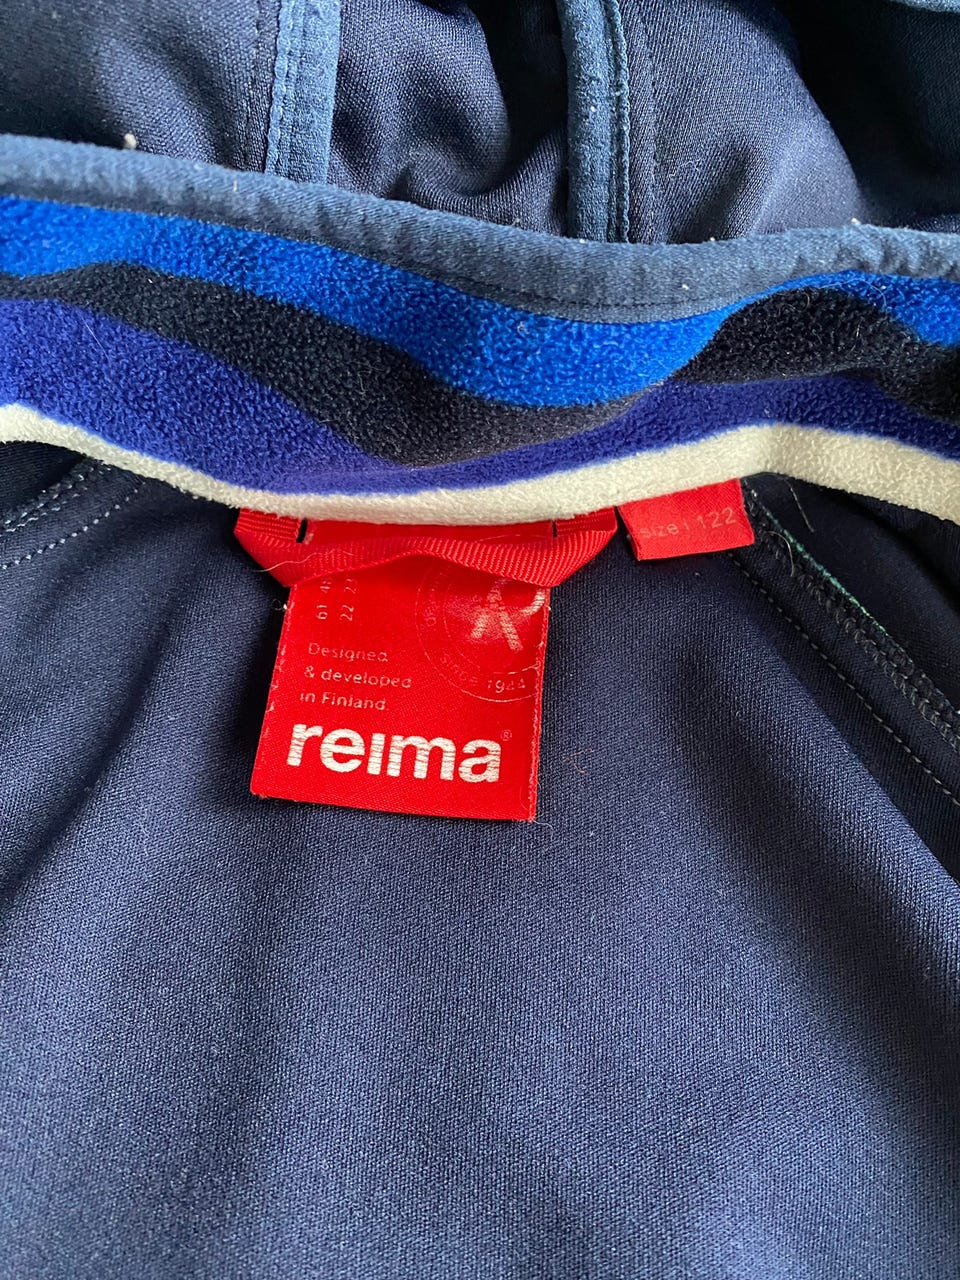 size: 122
Designed
& developed
in Finland
reima®
since 1944